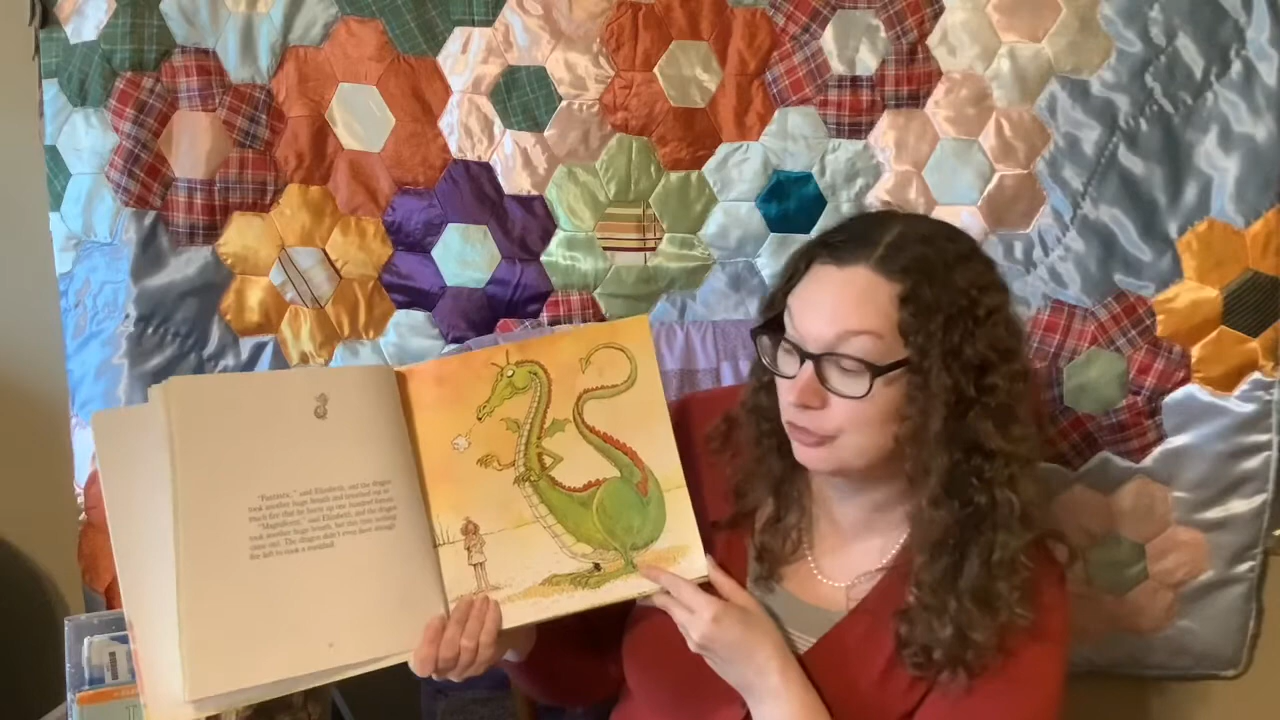 "Fantastic," said Elizabeth, and the dragon
took another huge breath and breathed out so
much fire that he burnt up one hundred forests.
"Magnificent," said Elizabeth, and the dragon
took another huge breath, but this time nothing
came out. The dragon didn't even have enough
fire left to cook a meatball.